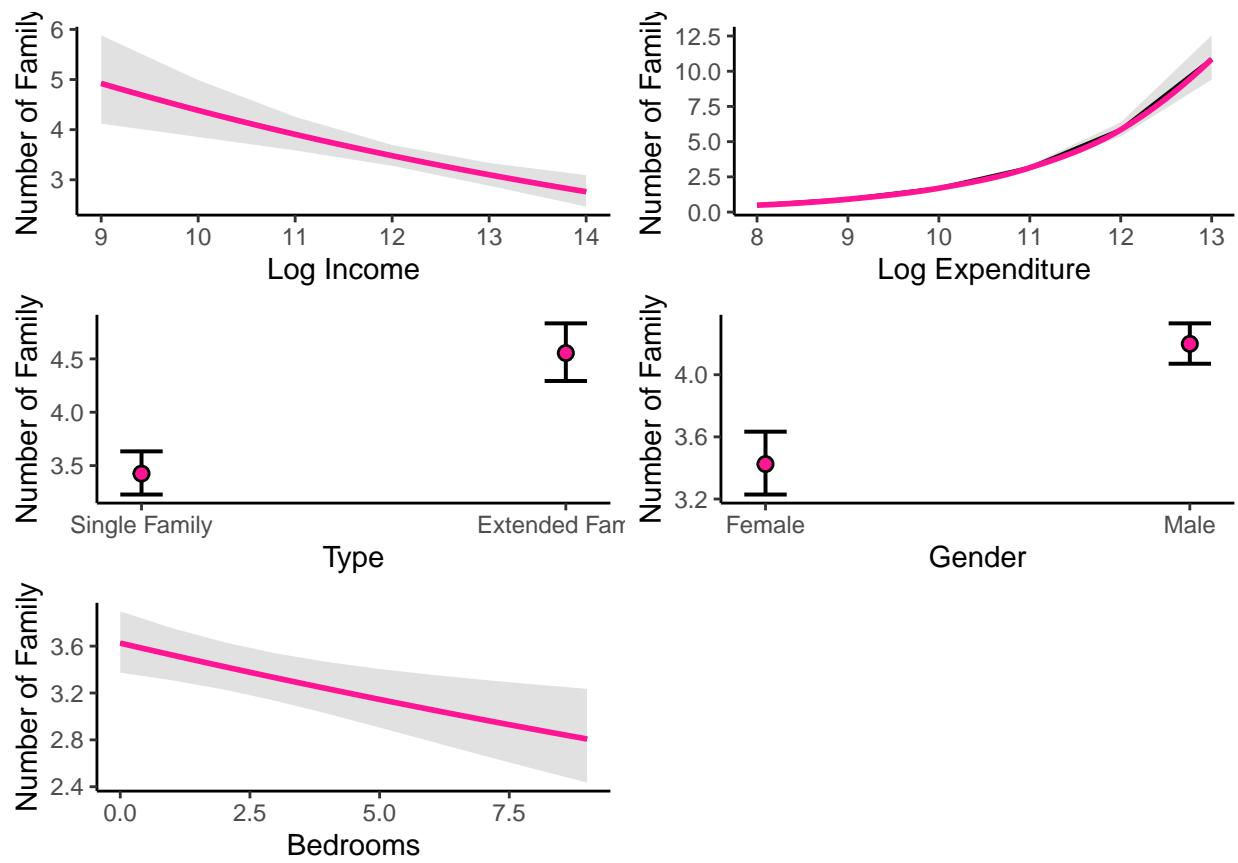 Number of Family
6
5
4
3
9 10 11 12 13 14
Log Income
Number of Family
12.5
10.0
7.5
5.0
2.5
0.0
8 9 10 11 12 13
Log Expenditure
Number of Family
4.5
4.0
3.5
Single Family Extended Fam
Type
Number of Family
4.0
3.6
3.2
Female Male
Gender
Number of Family
3.6
3.2
2.8
2.4
0.0 2.5 5.0 7.5
Bedrooms